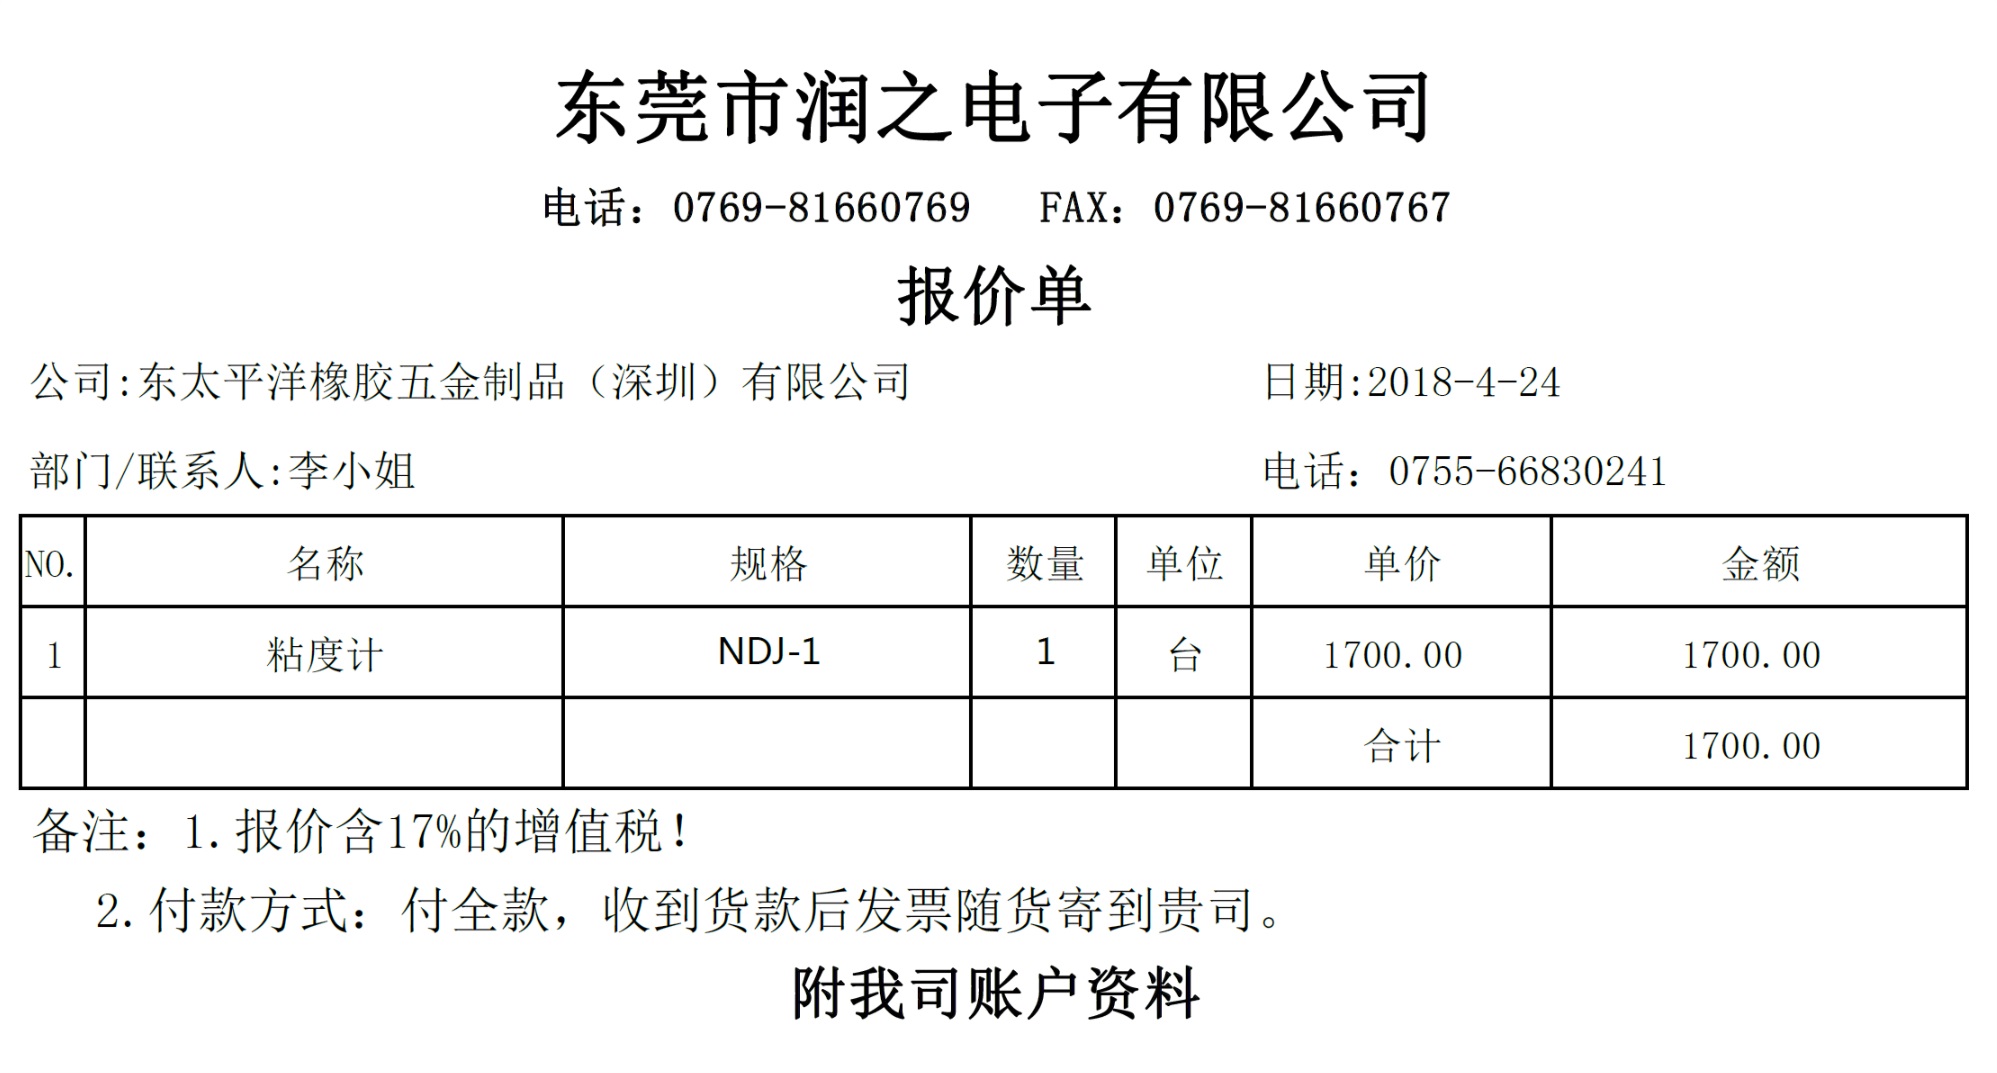 东莞市润之电子有限公司
电话：0769-81660769 FAX：0769-81660767
报价单
公司:东太平洋橡胶五金制品（深圳）有限公司 日期:2018-4-24
部门/联系人:李小姐 电话：0755-66830241
NO. 名称 规格 数量 单位 单价 金额
1 粘度计 NDJ-1 1 台 1700.00 1700.00
合计 1700.00
备注：1.报价含17%的增值税！
2.付款方式：付全款，收到货款后发票随货寄到贵司。
附我司账户资料